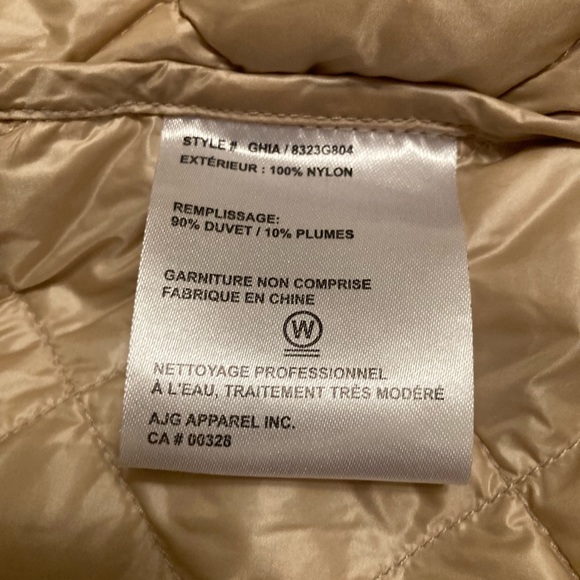 STYLE # GHIA / 8323G804
EXTÉRIEUR : 100% NYLON
REMPLISSAGE:
90% DUVET / 10% PLUMES
GARNITURE NON COMPRISE
FABRIQUE EN CHINE
W
NETTOYAGE PROFESSIONNEL
À L'EAU, TRAITEMENT TRÈS MODÉRÉ
AJG APPAREL INC.
CA # 00328